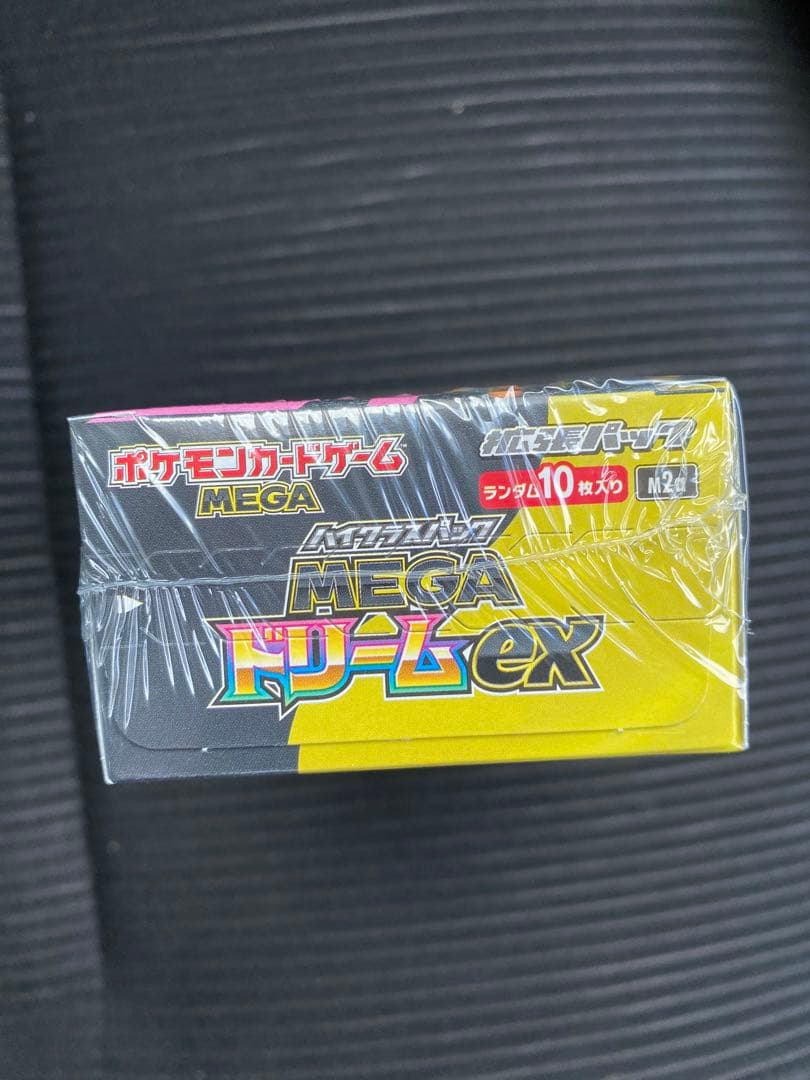 ポケモンカードゲーム
MEGA
拡張パック
ランダム10枚入り
M2a
ハイクラスパック
MEGA
ドリームex